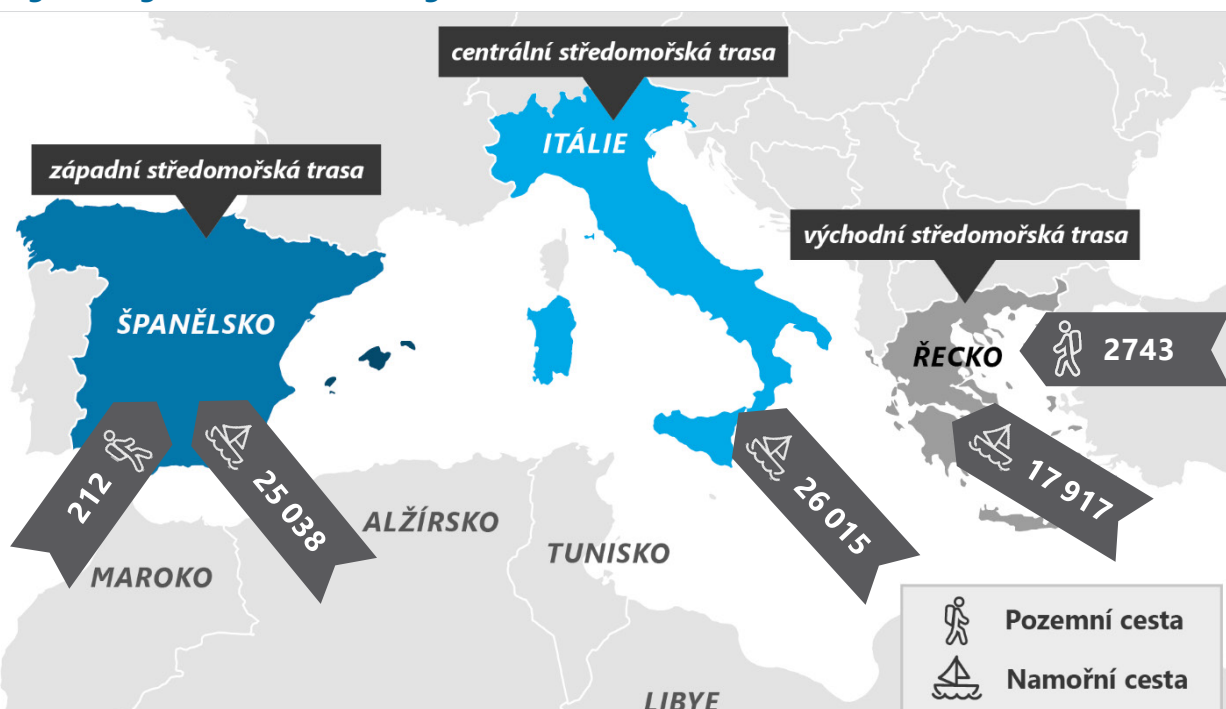 centrální středomořská trasa
ITÁLIE
západní středomořská trasa
východní středomořská trasa
ŠPANĚLSKO
ŘECKO
2743
212
25 038
26 015
17 917
ALŽÍRSKO
TUNISKO
MAROKO
Pozemní cesta
Namořní cesta
LIBYE